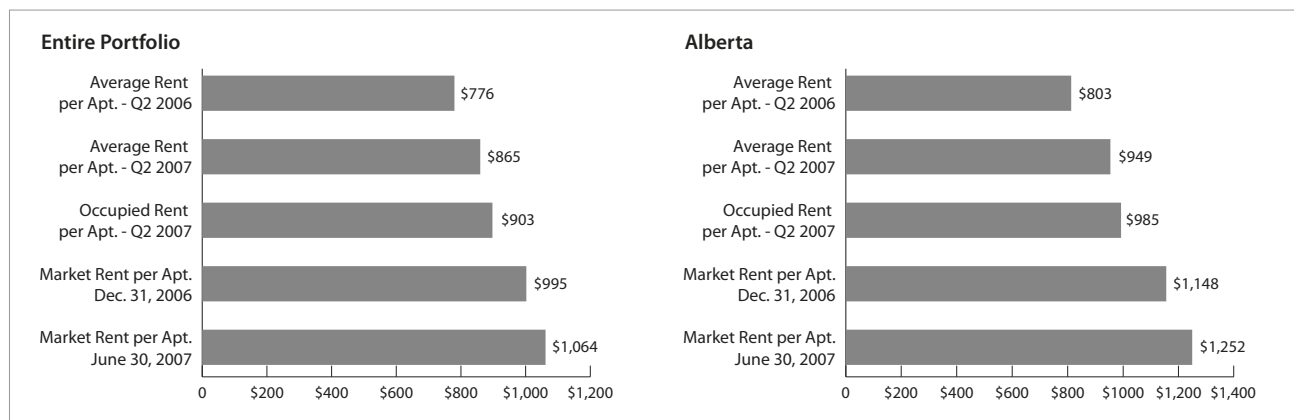 Entire Portfolio
Average Rent
per Apt. - Q2 2006
$776
Average Rent
per Apt. - Q2 2007
$865
Occupied Rent
per Apt. - Q2 2007
$903
Market Rent per Apt.
Dec. 31, 2006
$995
Market Rent per Apt.
June 30, 2007
$1,064
0 $200 $400 $600 $800 $1,000 $1,200
Alberta
Average Rent
per Apt. - Q2 2006
$803
Average Rent
per Apt. - Q2 2007
$949
Occupied Rent
per Apt. - Q2 2007
$985
Market Rent per Apt.
Dec. 31, 2006
$1,148
Market Rent per Apt.
June 30, 2007
$1,252
0 $200 $400 $600 $800 $1000 $1,200 $1,400